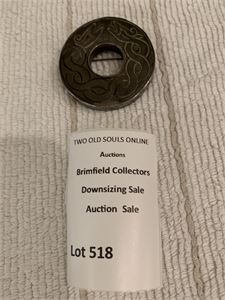 TWO OLD SOULS ONLINE
Auctions
Brimfield Collectors
Downsizing Sale
Auction Sale
Lot 518